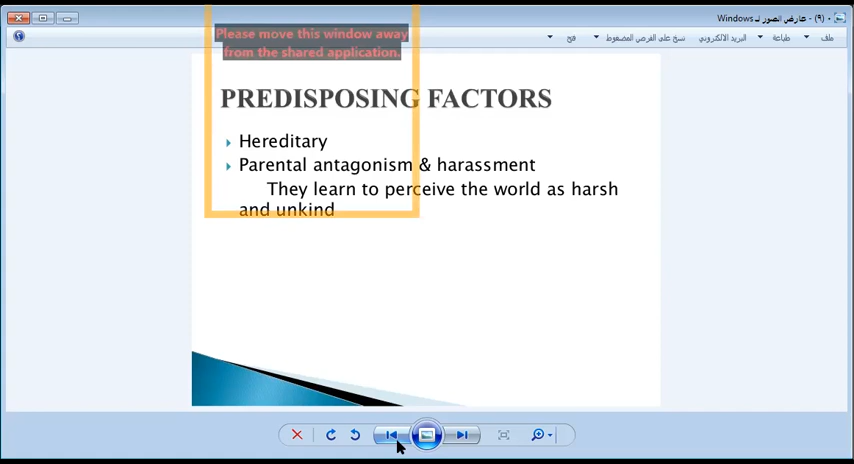 (٩) - عارض الصور لـ Windows
ملف
طباعة
البريد الالكتروني
نسخ على القرص المضغوط
فتح
Please move this window away
from the shared application.
PREDISPOSING FACTORS
Hereditary
Parental antagonism & harassment
They learn to perceive the world as harsh
and unkind